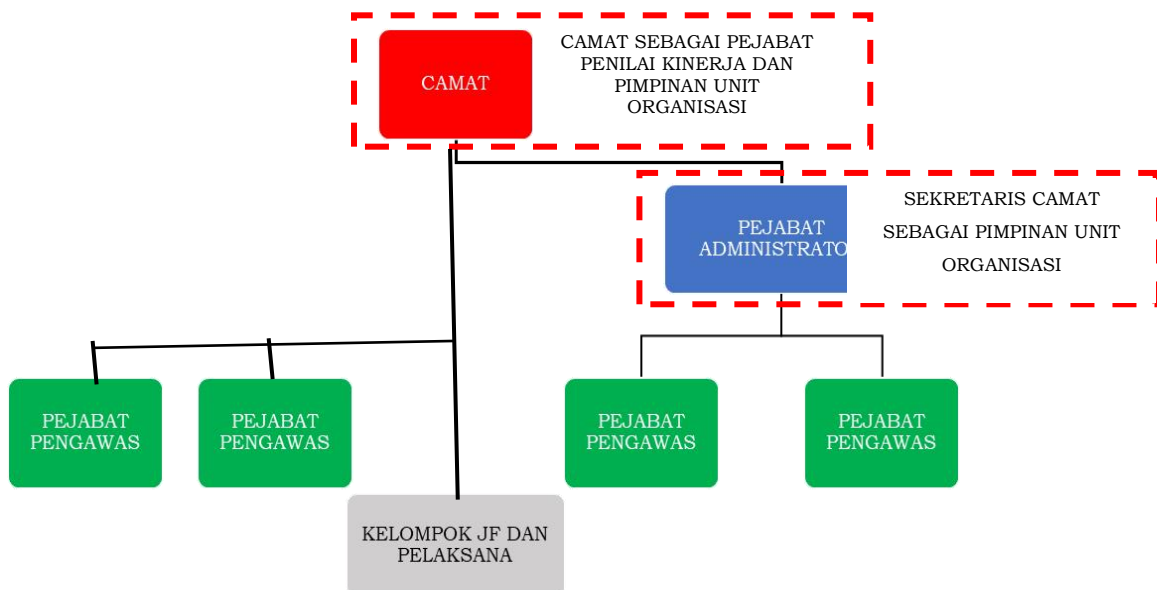 CAMAT
CAMAT SEBAGAI PEJABAT
PENILAI KINERJA DAN
PIMPINAN UNIT
ORGANISASI
PEJABAT
ADMINISTRATO
SEKRETARIS CAMAT
SEBAGAI PIMPINAN UNIT
ORGANISASI
PEJABAT
PENGAWAS
PEJABAT
PENGAWAS
PEJABAT
PENGAWAS
PEJABAT
PENGAWAS
KELOMPOK JF DAN
PELAKSANA